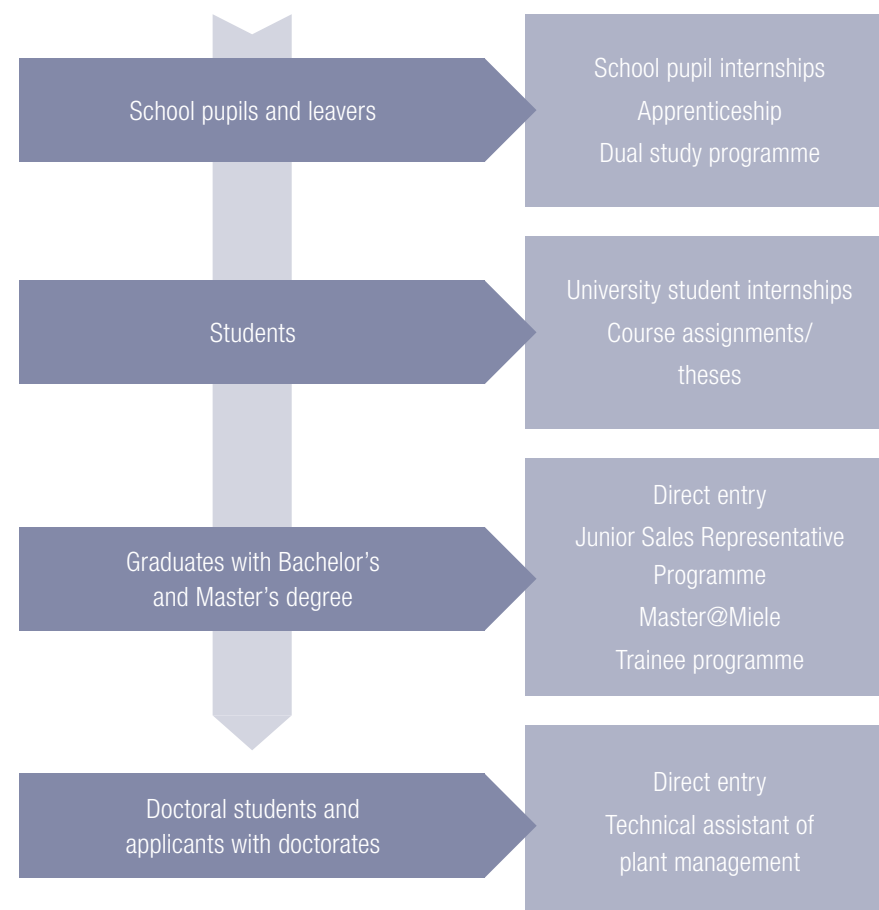 School pupils and leavers
School pupil internships
Apprenticeship
Dual study programme
Students
University student internships
Course assignments/
theses
Graduates with Bachelor’s
and Master’s degree
Direct entry
Junior Sales Representative
Programme
Master@Miele
Trainee programme
Doctoral students and
applicants with doctorates
Direct entry
Technical assistant of
plant management